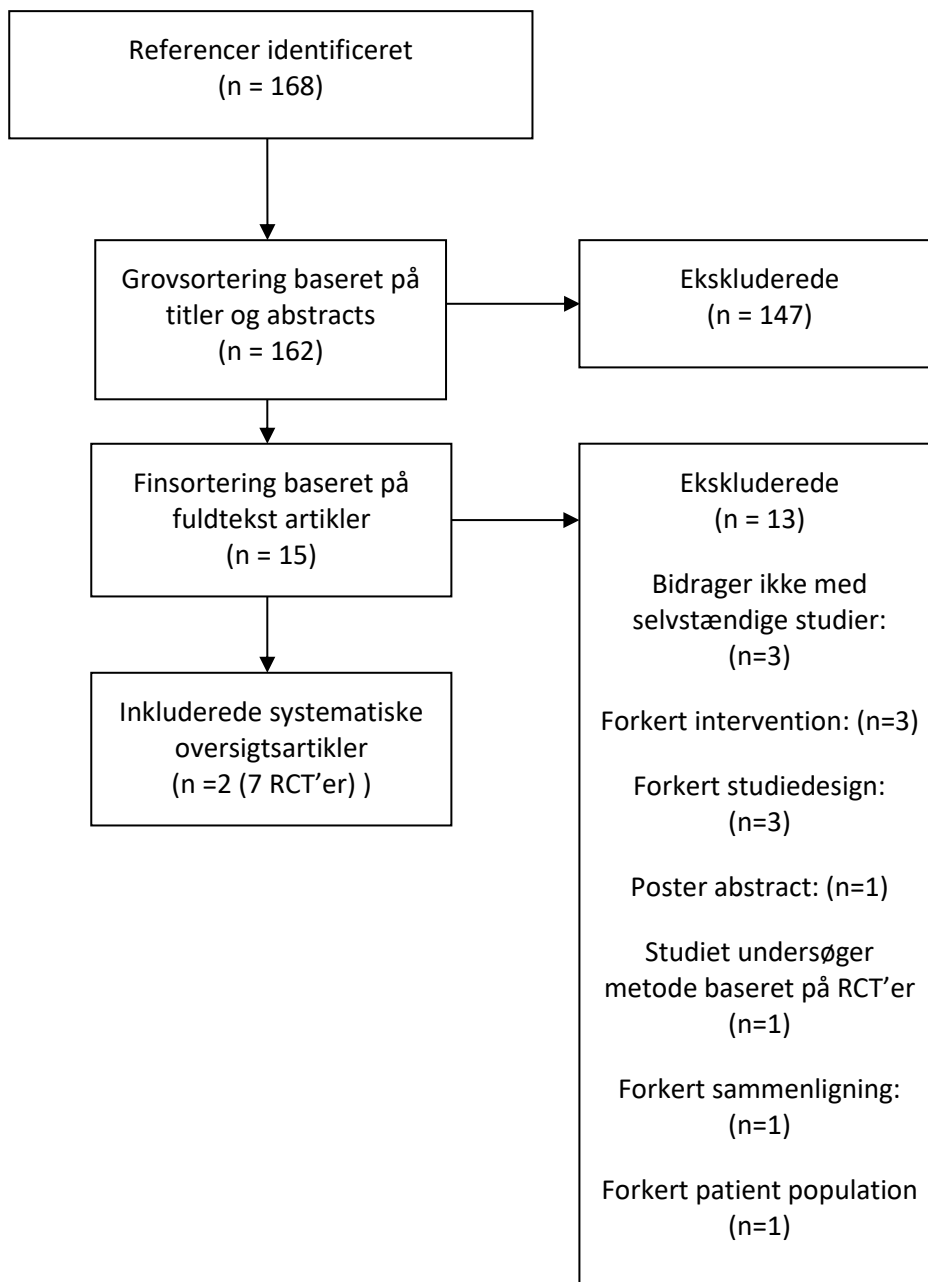 Referencer identificeret
(n = 168)
Grovsortering baseret på
titler og abstracts
(n = 162)
Ekskluderede
(n = 147)
Finsortering baseret på
fuldtekst artikler
(n = 15)
Ekskluderede
(n = 13)
Bidrager ikke med
selvstændige studier:
(n=3)
Forkert intervention: (n=3)
Forkert studiedesign:
(n=3)
Poster abstract: (n=1)
Studiet undersøger
metode baseret på RCT’er
(n=1)
Forkert sammenligning:
(n=1)
Forkert patient population
(n=1)
Inkluderede systematiske
oversigtsartikler
(n =2 (7 RCT’er) )